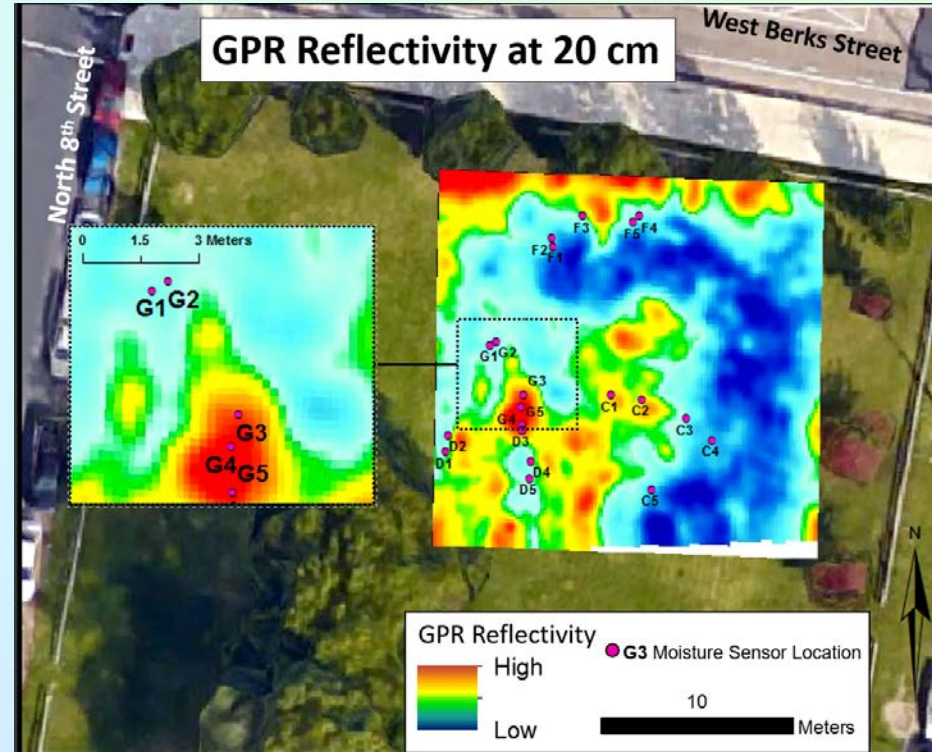 GPR Reflectivity at 20 cm
West Berks Street
North 8th Street
0 1.5 3 Meters
G1 G2
G3
G4 G5
F3
F5 F4
F2
F1
G1 G2
G3
G5
G4
D3
D2
D1
D4
D5
C1
C2
C3
C4
C5
N
GPR Reflectivity
High
Low
G3 Moisture Sensor Location
10
Meters